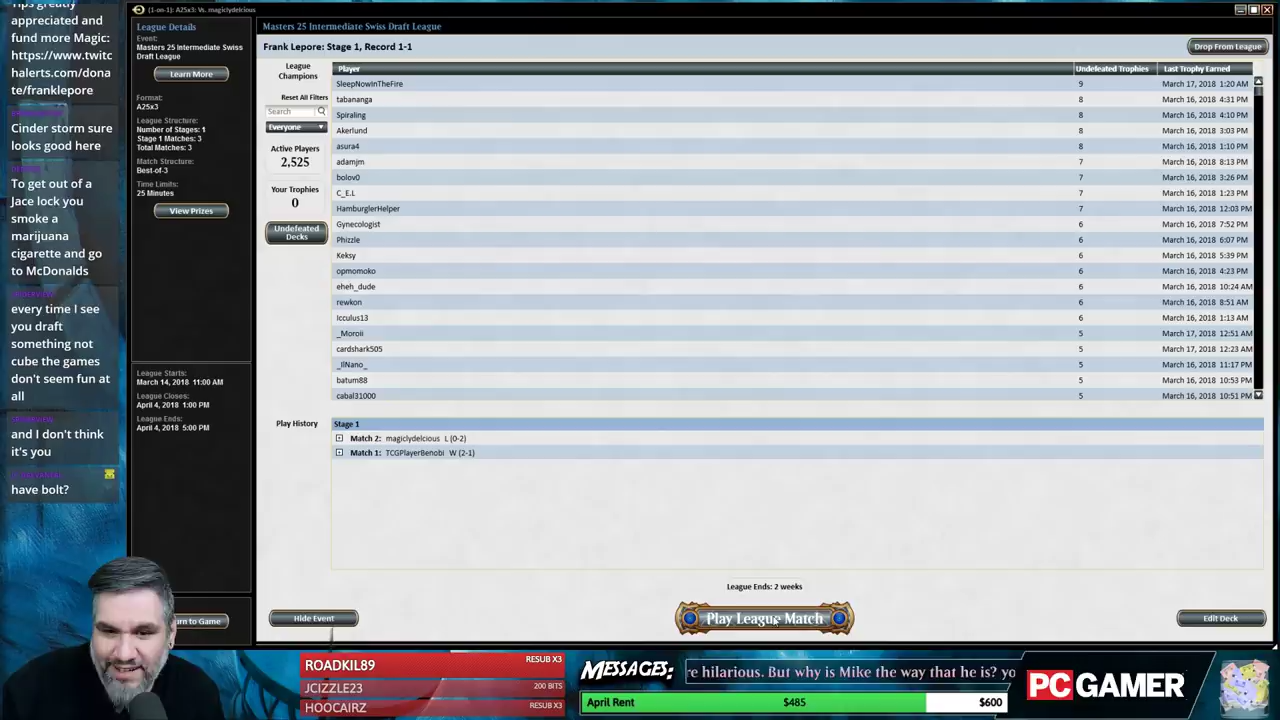 Tips greatly
appreciated and
fund more Magic:
https://www.twitc
halerts.com/dona
te/franklepore
Cinder storm sure
looks good here
To get out of a
Jace lock you
smoke a
marijuana
cigarette and go
to McDonalds
every time I see
you draft
something not
cube the games
don't seem fun at
all
and I don't think
it's you
have bolt?
(1-on-1): A25x3: Vs. magiclydelcious
League Details
Event:
Masters 25 Intermediate Swiss
Draft League
Learn More
Format:
A25x3
League Structure:
Number of Stages: 1
Stage 1 Matches: 3
Total Matches: 3
Match Structure:
Best-of-3
Time Limits:
25 Minutes
View Prizes
League Starts:
March 14, 2018 11:00 AM
League Closes:
April 4, 2018 1:00 PM
League Ends:
April 4, 2018 5:00 PM
urn to Game
Masters 25 Intermediate Swiss Draft League
Frank Lepore: Stage 1, Record 1-1
Drop From League
League
Champions
Reset All Filters
Search
Everyone
Active Players
2,525
Your Trophies
0
Undefeated
Decks
Player Undefeated Trophies Last Trophy Earned
SleepNowInTheFire 9 March 17, 2018 1:20 AM
tabananga 8 March 16, 2018 4:31 PM
Spiraling 8 March 16, 2018 4:10 PM
Akerlund 8 March 16, 2018 3:03 PM
asura4 8 March 16, 2018 1:10 PM
adamjm 7 March 16, 2018 8:13 PM
bolov0 7 March 16, 2018 3:26 PM
C_E.L 7 March 16, 2018 1:23 PM
HamburglerHelper 7 March 16, 2018 12:03 PM
Gynecologist 6 March 16, 2018 7:52 PM
Phizzle 6 March 16, 2018 6:07 PM
Keksy 6 March 16, 2018 5:39 PM
opmomoko 6 March 16, 2018 4:23 PM
eheh_dude 6 March 16, 2018 10:24 AM
rewkon 6 March 16, 2018 8:51 AM
Icculus13 6 March 16, 2018 1:13 AM
_Moroii 5 March 17, 2018 12:51 AM
cardshark505 5 March 17, 2018 12:23 AM
_IlNano_ 5 March 16, 2018 11:17 PM
batum88 5 March 16, 2018 10:53 PM
cabal31000 5 March 16, 2018 10:51 PM
Play History
Stage 1
Match 2: magiclydelcious L (0-2)
Match 1: TCGPlayerBenobi W (2-1)
League Ends: 2 weeks
Hide Event
Play League Match
Edit Deck
ROADKIL89 RESUB X3
JCIZZLE23 200 BITS
HOOCAIRZ RESUB X3
MESSAGES:
re hilarious. But why is Mike the way that he is? yo
April Rent $485 $600
PC GAMER